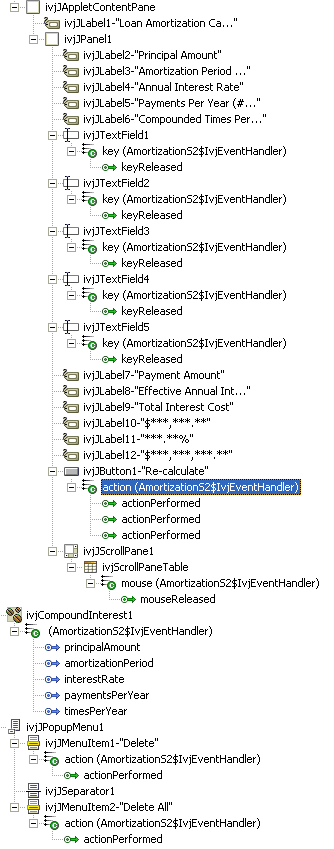 ivjJAppletContentPane
ivjJLabel1-"Loan Amortization Ca...
ivjJPanel1
ivjJLabel2-"Principal Amount"
ivjJLabel3-"Amortization Period ..."
ivjJLabel4-"Annual Interest Rate"
ivjJLabel5-"Payments Per Year (#...
ivjJLabel6-"Compounded Times Per...
ivjJTextField1
key (AmortizationS2$IvjEventHandler)
keyReleased
ivjJTextField2
key (AmortizationS2$IvjEventHandler)
keyReleased
ivjJTextField3
key (AmortizationS2$IvjEventHandler)
keyReleased
ivjJTextField4
key (AmortizationS2$IvjEventHandler)
keyReleased
ivjJTextField5
key (AmortizationS2$IvjEventHandler)
keyReleased
ivjJLabel7-"Payment Amount"
ivjJLabel8-"Effective Annual Int..."
ivjJLabel9-"Total Interest Cost"
ivjJLabel10-"$***,***.**"
ivjJLabel11-"***.**%"
ivjJLabel12-"$***,***,***.**"
ivjJButton1-"Re-calculate"
action (AmortizationS2$IvjEventHandler)
actionPerformed
actionPerformed
actionPerformed
ivjJScrollPane1
ivjScrollPaneTable
mouse (AmortizationS2$IvjEventHandler)
mouseReleased
ivjCompoundInterest1
(AmortizationS2$IvjEventHandler)
principalAmount
amortizationPeriod
interestRate
paymentsPerYear
timesPerYear
ivjJPopupMenu1
ivjJMenuItem1-"Delete"
action (AmortizationS2$IvjEventHandler)
actionPerformed
ivjJSeparator1
ivjJMenuItem2-"Delete All"
action (AmortizationS2$IvjEventHandler)
actionPerformed